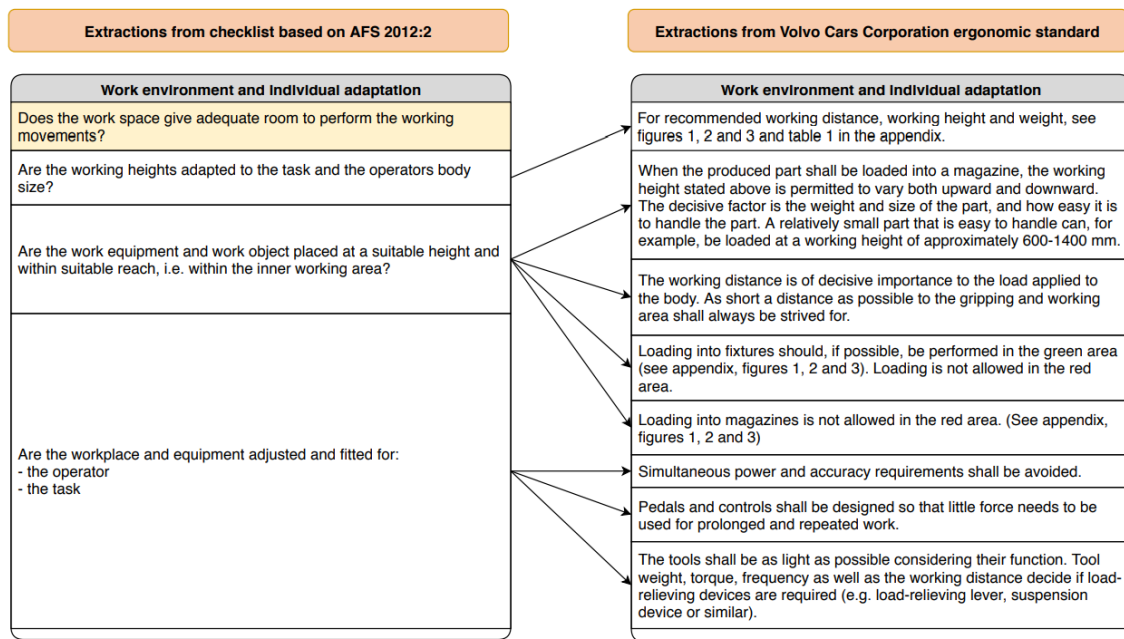 Extractions from checklist based on AFS 2012:2
Work environment and individual adaptation
Does the work space give adequate room to perform the working
movements?
Are the working heights adapted to the task and the operators body
size?
Are the work equipment and work object placed at a suitable height and
within suitable reach, i.e. within the inner working area?
Are the workplace and equipment adjusted and fitted for:
- the operator
- the task
Extractions from Volvo Cars Corporation ergonomic standard
Work environment and individual adaptation
For recommended working distance, working height and weight, see
figures 1, 2 and 3 and table 1 in the appendix.
When the produced part shall be loaded into a magazine, the working
height stated above is permitted to vary both upward and downward.
The decisive factor is the weight and size of the part, and how easy it is
to handle the part. A relatively small part that is easy to handle can, for
example, be loaded at a working height of approximately 600-1400 mm.
The working distance is of decisive importance to the load applied to
the body. As short a distance as possible to the gripping and working
area shall always be strived for.
Loading into fixtures should, if possible, be performed in the green area
(see appendix, figures 1, 2 and 3). Loading is not allowed in the red
area.
Loading into magazines is not allowed in the red area. (See appendix,
figures 1, 2 and 3)
Simultaneous power and accuracy requirements shall be avoided.
Pedals and controls shall be designed so that little force needs to be
used for prolonged and repeated work.
The tools shall be as light as possible considering their function. Tool
weight, torque, frequency as well as the working distance decide if load-
relieving devices are required (e.g. load-relieving lever, suspension
device or similar).